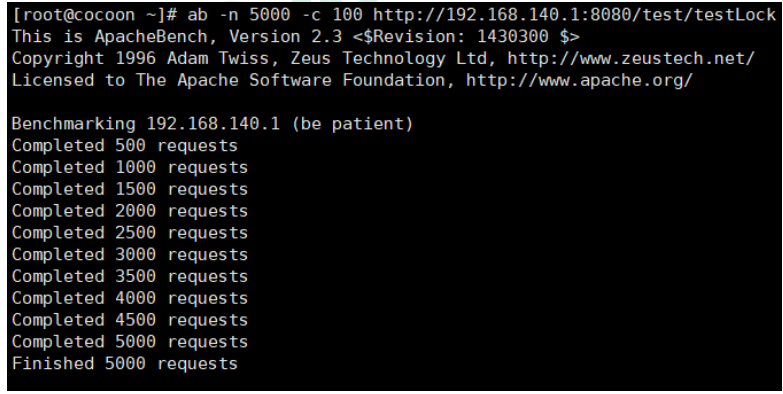 [root@cocoon ~]# ab -n 5000 -c 100 http://192.168.140.1:8080/test/testLock
This is ApacheBench, Version 2.3 <$Revision: 1430300 $>
Copyright 1996 Adam Twiss, Zeus Technology Ltd, http://www.zeustech.net/
Licensed to The Apache Software Foundation, http://www.apache.org/

Benchmarking 192.168.140.1 (be patient)
Completed 500 requests
Completed 1000 requests
Completed 1500 requests
Completed 2000 requests
Completed 2500 requests
Completed 3000 requests
Completed 3500 requests
Completed 4000 requests
Completed 4500 requests
Completed 5000 requests
Finished 5000 requests